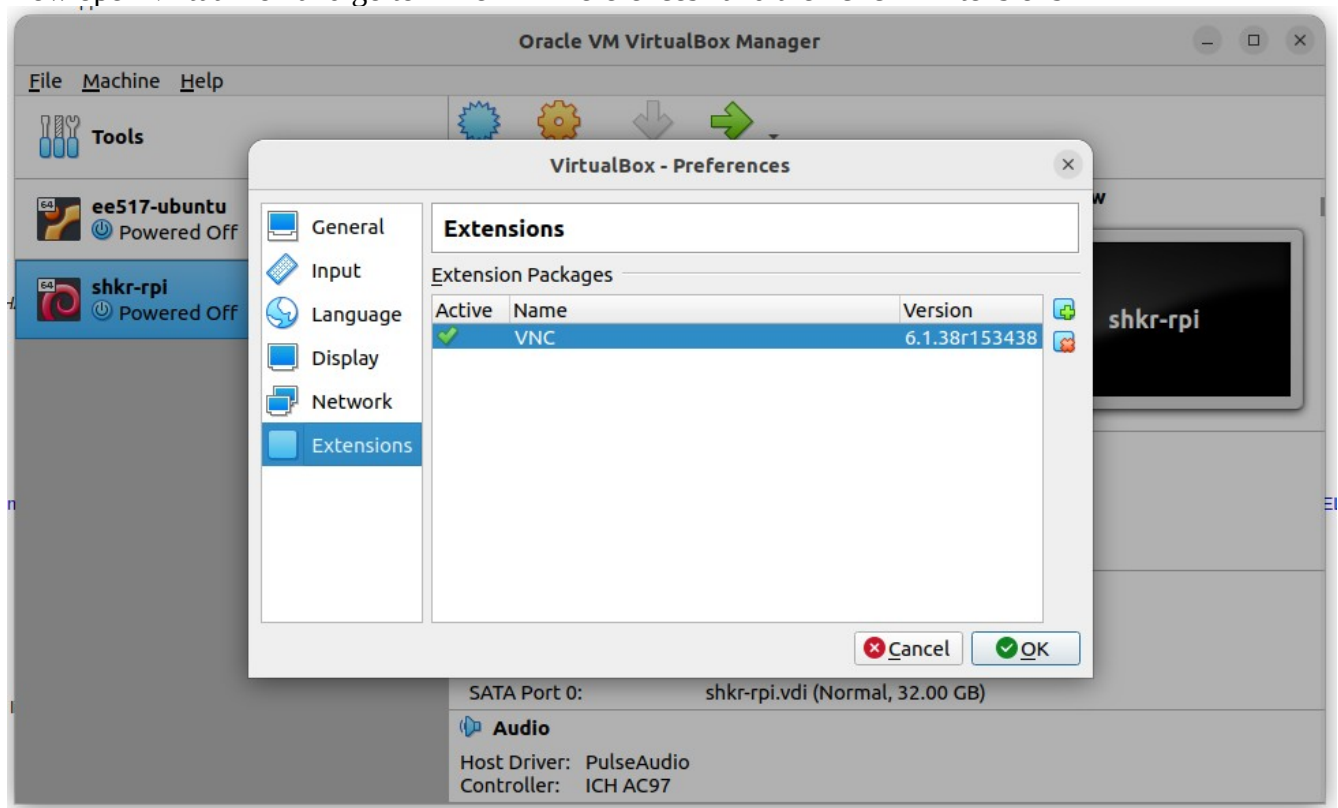 Oracle VM VirtualBox Manager
File Machine Help
Tools
ee517-ubuntu
Powered Off
shkr-rpi
Powered Off
VirtualBox - Preferences
General
Input
Language
Display
Network
Extensions
Extensions
Extension Packages
Active Name Version
VNC 6.1.38r153438
Cancel OK
shkr-rpi
SATA Port 0: shkr-rpi.vdi (Normal, 32.00 GB)
Audio
Host Driver: PulseAudio
Controller: ICH AC97